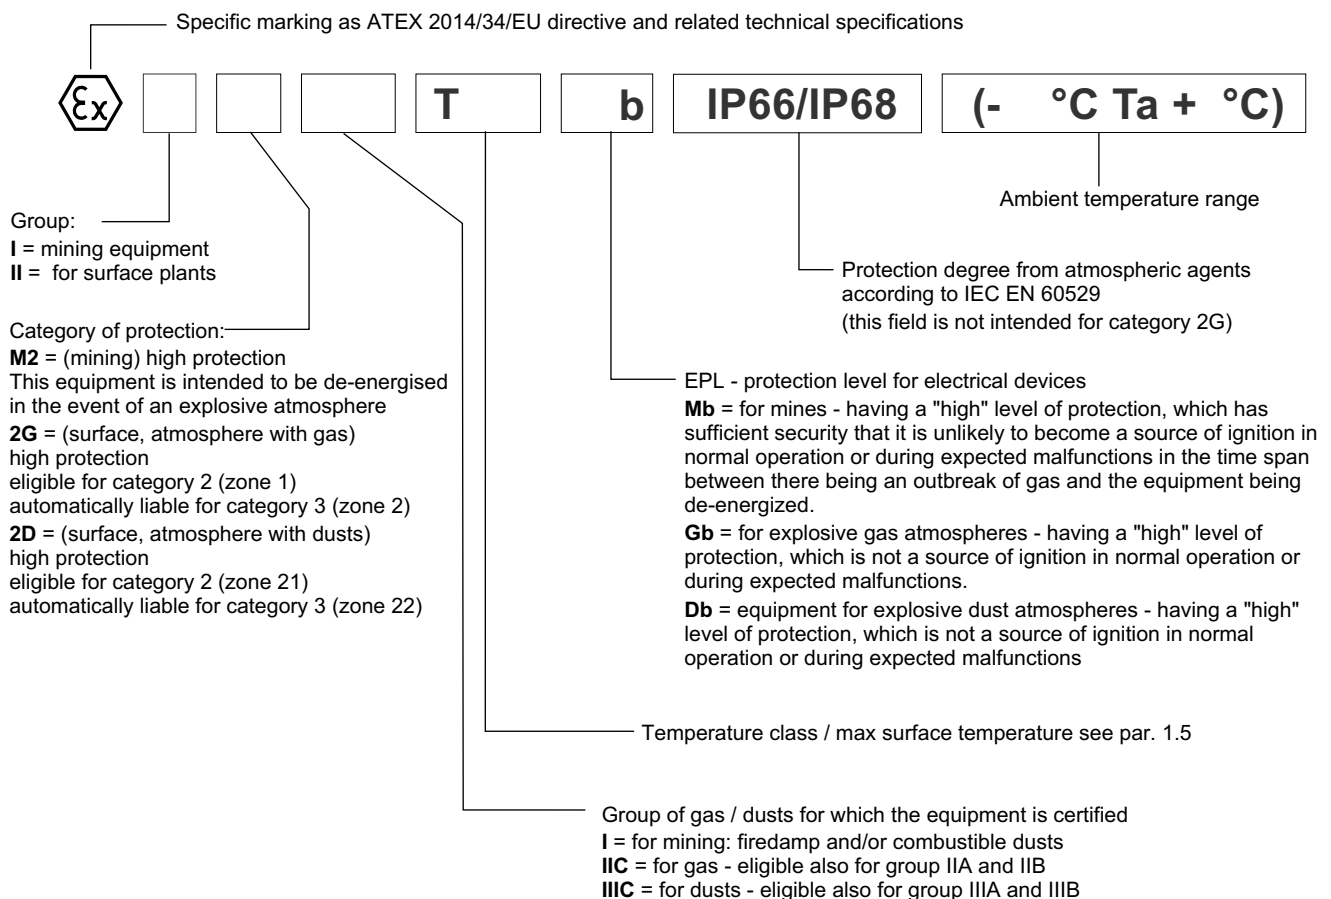 Specific marking as ATEX 2014/34/EU directive and related technical specifications
Ex T b IP66/IP68 (- °C Ta + °C)
Ambient temperature range
Group:
I = mining equipment
II = for surface plants
Protection degree from atmospheric agents
according to IEC EN 60529
(this field is not intended for category 2G)
Category of protection:
M2 = (mining) high protection
This equipment is intended to be de-energised
in the event of an explosive atmosphere
2G = (surface, atmosphere with gas)
high protection
eligible for category 2 (zone 1)
automatically liable for category 3 (zone 2)
2D = (surface, atmosphere with dusts)
high protection
eligible for category 2 (zone 21)
automatically liable for category 3 (zone 22)
EPL - protection level for electrical devices
Mb = for mines - having a "high" level of protection, which has
sufficient security that it is unlikely to become a source of ignition in
normal operation or during expected malfunctions in the time span
between there being an outbreak of gas and the equipment being
de-energized.
Gb = for explosive gas atmospheres - having a "high" level of
protection, which is not a source of ignition in normal operation or
during expected malfunctions.
Db = equipment for explosive dust atmospheres - having a "high"
level of protection, which is not a source of ignition in normal
operation or during expected malfunctions
Temperature class / max surface temperature see par. 1.5
Group of gas / dusts for which the equipment is certified
I = for mining: firedamp and/or combustible dusts
IIC = for gas - eligible also for group IIA and IIB
IIIC = for dusts - eligible also for group IIIA and IIIB